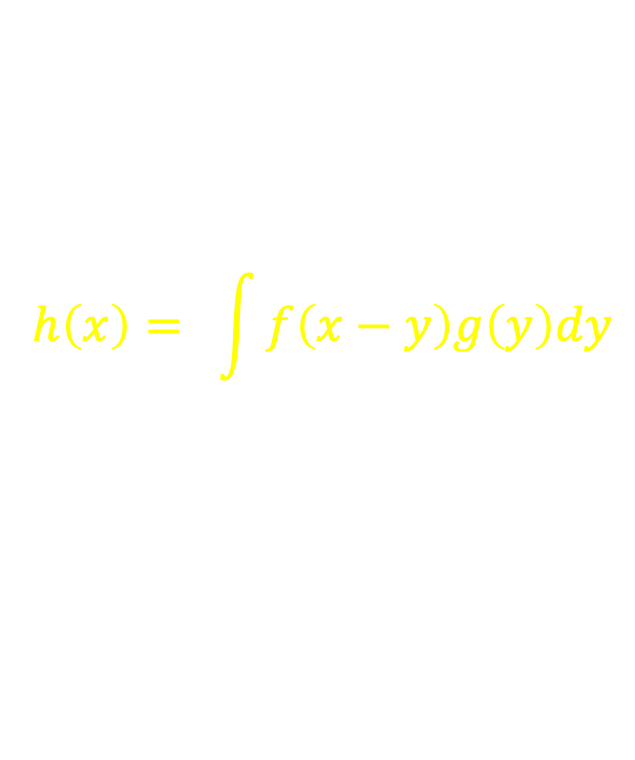 h(x) = ∫ f(x − y)g(y)dy